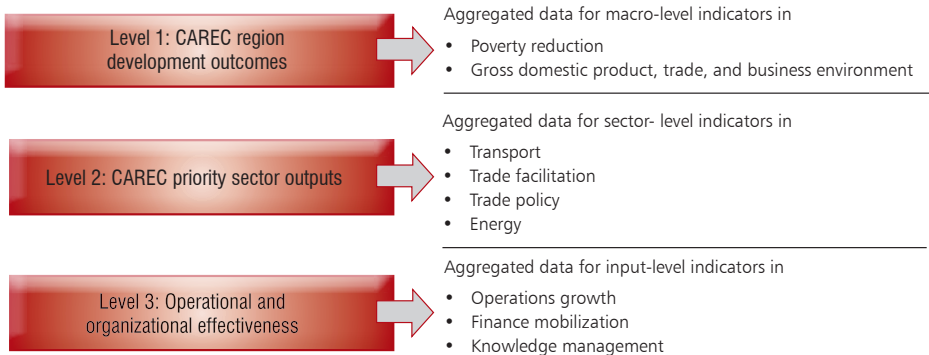 Level 1: CAREC region
development outcomes
Aggregated data for macro-level indicators in
• Poverty reduction
• Gross domestic product, trade, and business environment
Level 2: CAREC priority sector outputs
Aggregated data for sector- level indicators in
• Transport
• Trade facilitation
• Trade policy
• Energy
Level 3: Operational and
organizational effectiveness
Aggregated data for input-level indicators in
• Operations growth
• Finance mobilization
• Knowledge management